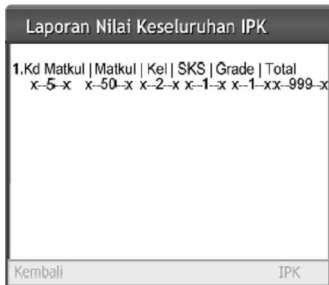 Laporan Nilai Keseluruhan IPK
1.Kd Matkul | Matkul | Kel | SKS | Grade | Total
x--5--x x--50--x x--2--x x--1--x x--1--xx--999--x
Kembali IPK